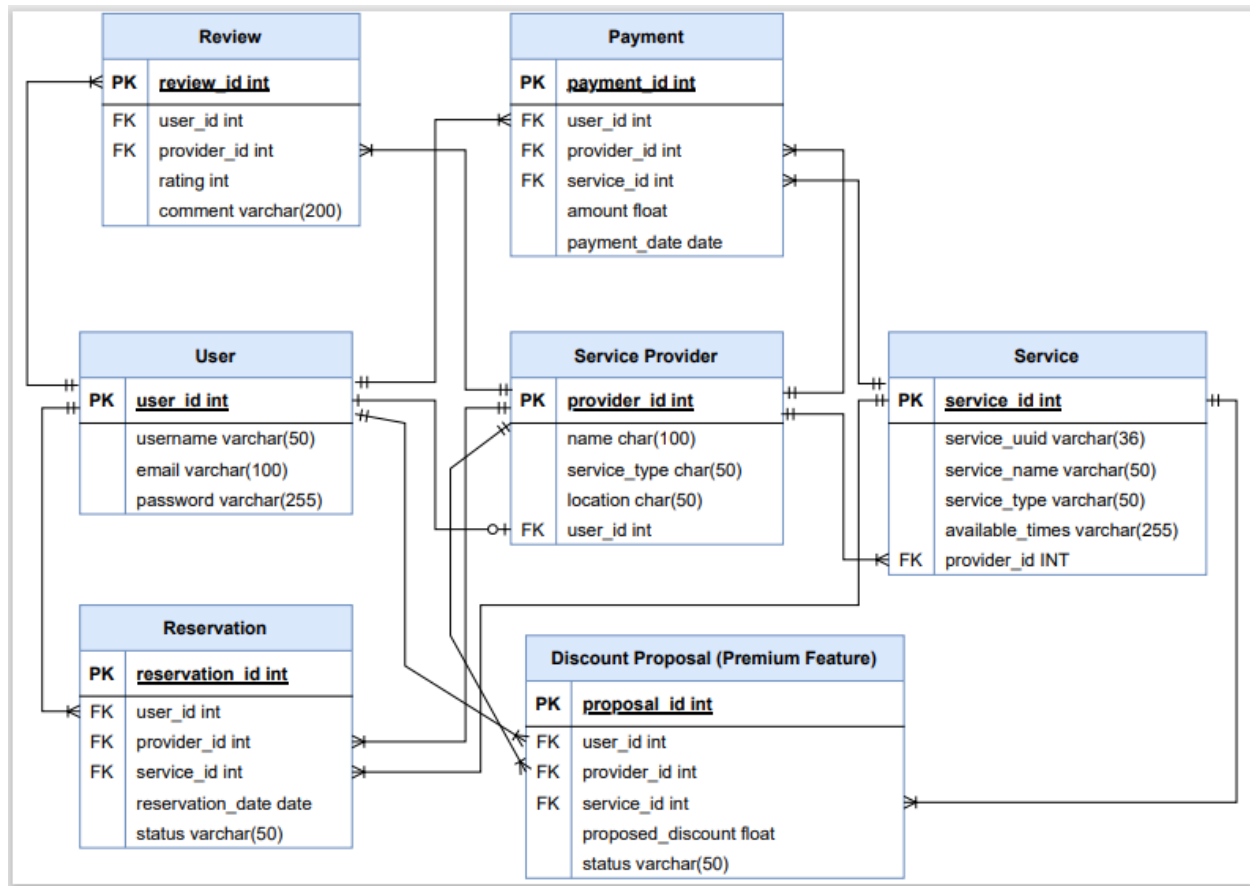 Review
PK review_id int
FK user_id int
FK provider_id int
rating int
comment varchar(200)
Payment
PK payment_id int
FK user_id int
FK provider_id int
FK service_id int
amount float
payment_date date
User
PK user_id int
username varchar(50)
email varchar(100)
password varchar(255)
Service Provider
PK provider_id int
name char(100)
service_type char(50)
location char(50)
FK user_id int
Service
PK service_id int
service_uuid varchar(36)
service_name varchar(50)
service_type varchar(50)
available_times varchar(255)
FK provider_id INT
Reservation
PK reservation_id int
FK user_id int
FK provider_id int
FK service_id int
reservation_date date
status varchar(50)
Discount Proposal (Premium Feature)
PK proposal_id int
FK user_id int
FK provider_id int
FK service_id int
proposed_discount float
status varchar(50)